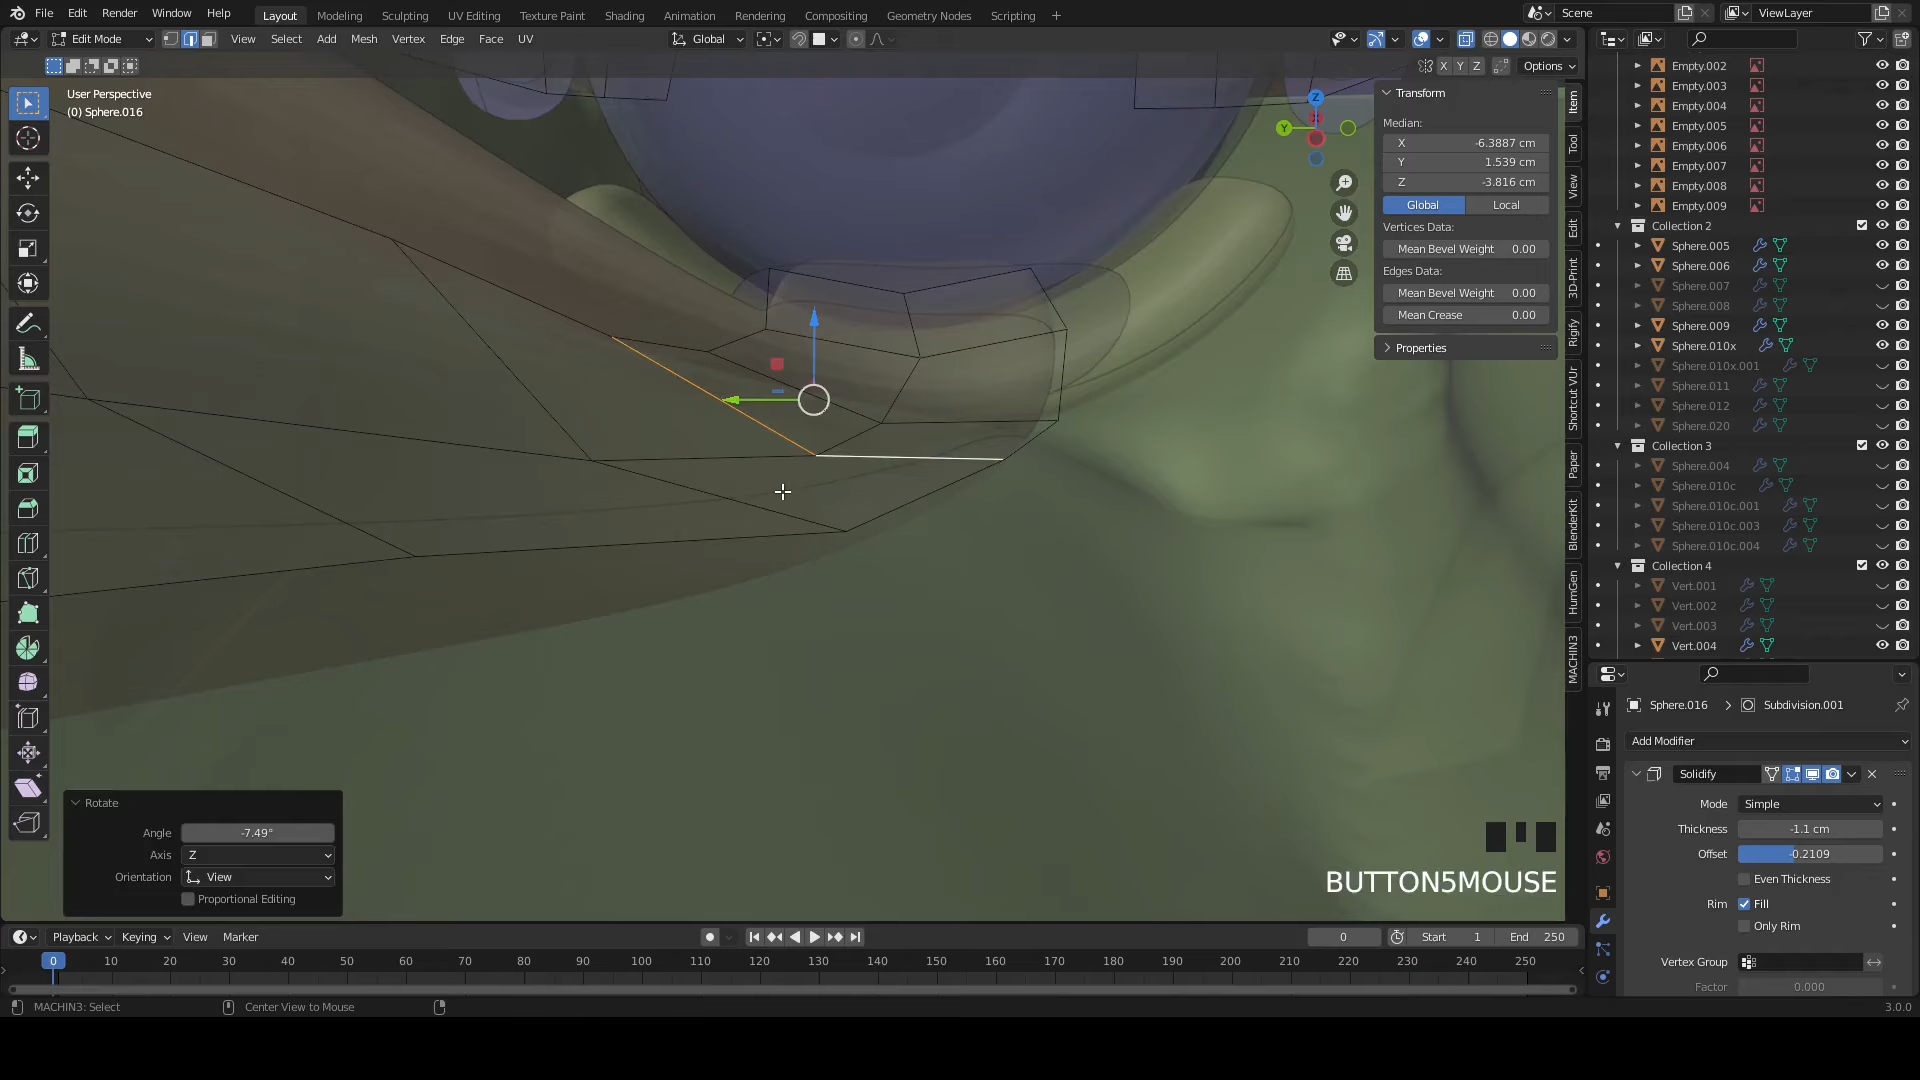 File Edit Render Window Help Layout Modeling Sculpting UV Editing Texture Paint Shading Animation Rendering Compositing Geometry Nodes Scripting + Scene ViewLayer
Edit Mode View Select Add Mesh Vertex Edge Face UV Global
X Y Z Options
User Perspective
(0) Sphere.016
Z
Y
Transform
Median:
X -6.3887 cm
Y 1.539 cm
Z -3.816 cm
Global Local
Vertices Data:
Mean Bevel Weight 0.00
Edges Data:
Mean Bevel Weight 0.00
Mean Crease 0.00
Properties
Item
Tool
View
Edit
3D-Print
Rigify
Shortcut VUr
Paper
BlenderKit
HumGen
MACHIN3
Empty.002
Empty.003
Empty.004
Empty.005
Empty.006
Empty.007
Empty.008
Empty.009
Collection 2
Sphere.005
Sphere.006
Sphere.007
Sphere.008
Sphere.009
Sphere.010x
Sphere.010x.001
Sphere.011
Sphere.012
Sphere.020
Collection 3
Sphere.004
Sphere.010c
Sphere.010c.001
Sphere.010c.003
Sphere.010c.004
Collection 4
Vert.001
Vert.002
Vert.003
Vert.004
Sphere.016 Subdivision.001
Add Modifier
Solidify
Mode Simple
Thickness -1.1 cm
Offset -0.2109
Even Thickness
Rim Fill
Only Rim
Vertex Group
Factor 0.000
Rotate
Angle -7.49°
Axis Z
Orientation View
Proportional Editing
BUTTON5MOUSE
Playback Keying View Marker 0 Start 1 End 250
0 10 20 30 40 50 60 70 80 90 100 110 120 130 140 150 160 170 180 190 200 210 220 230 240 250
MACHIN3: Select Center View to Mouse 3.0.0